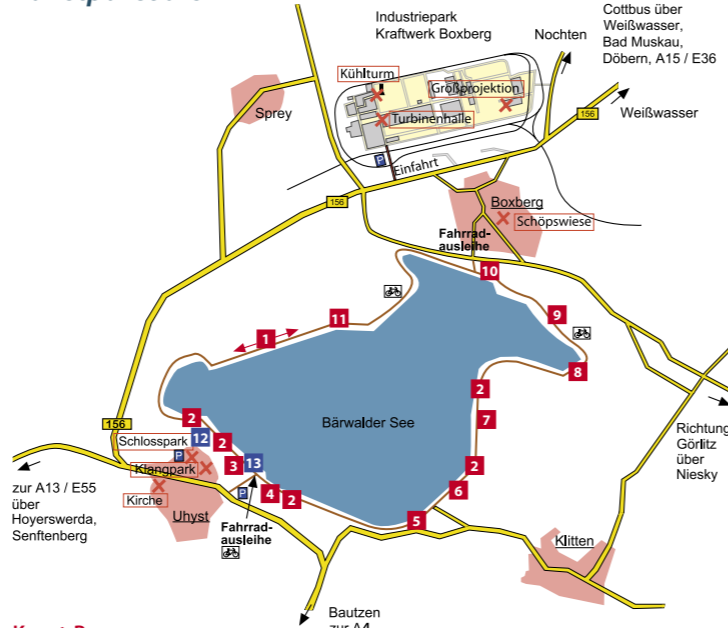 Industriepark
Kraftwerk Boxberg
Nochten
Cottbus über
Weißwasser,
Bad Muskau,
Döbern, A15 / E36
Kühlturm
Großprojektion
Turbinenhalle
Sprey
156
Weißwasser
P
Einfahrt
156
Boxberg
Schöpswiese
Fahrrad-
ausleihe
10
9
11
1
8
2
7
Bärwalder See
2
156
12
Schlosspark
2
P
Klangpark
3
13
2
Richtung
Görlitz
über
Niesky
zur A13 / E55
über
Hoyerswerda,
Senftenberg
Kirche
P
4
2
6
5
Uhyst
Fahrrad-
ausleihe
Klitten
Bautzen
zur A4